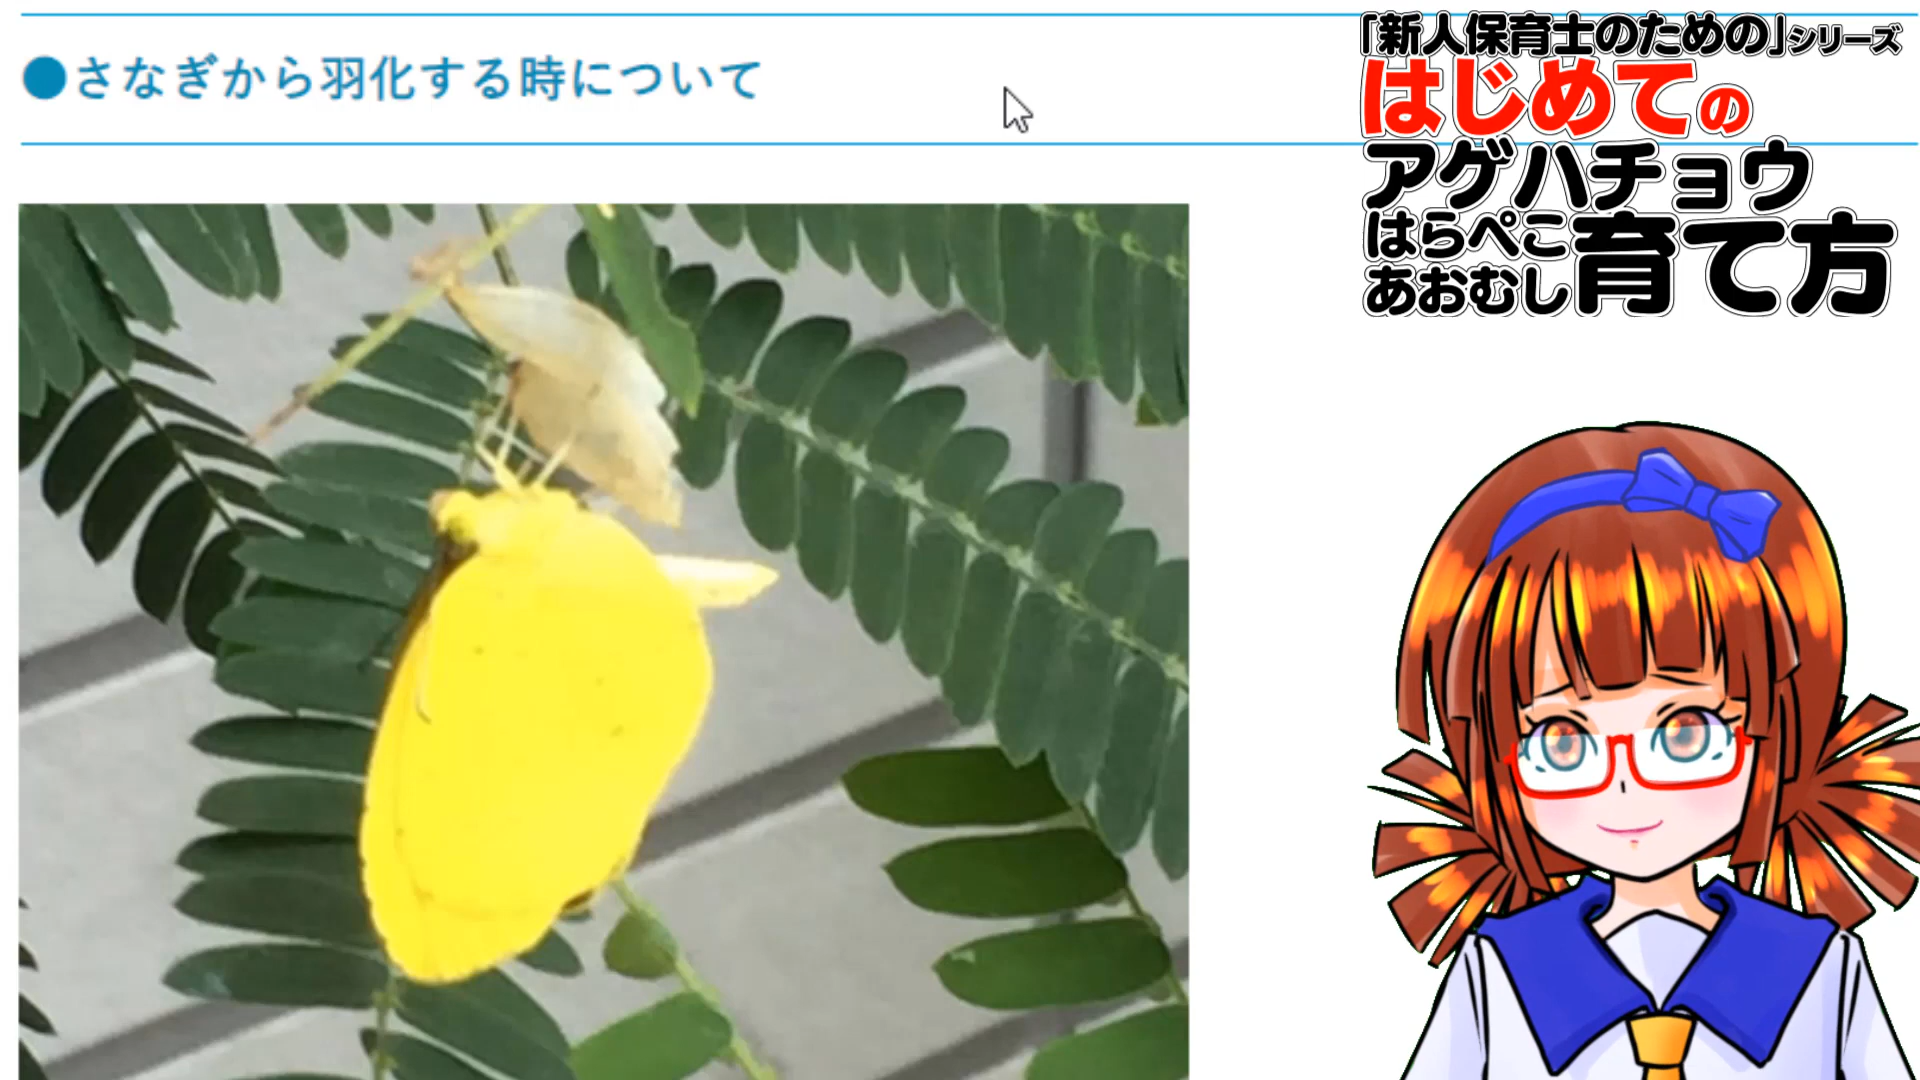 ●さなぎから羽化する時について
「新人保育士のための」シリーズ
はじめての
アゲハチョウ
はらぺこ
あおむし育て方